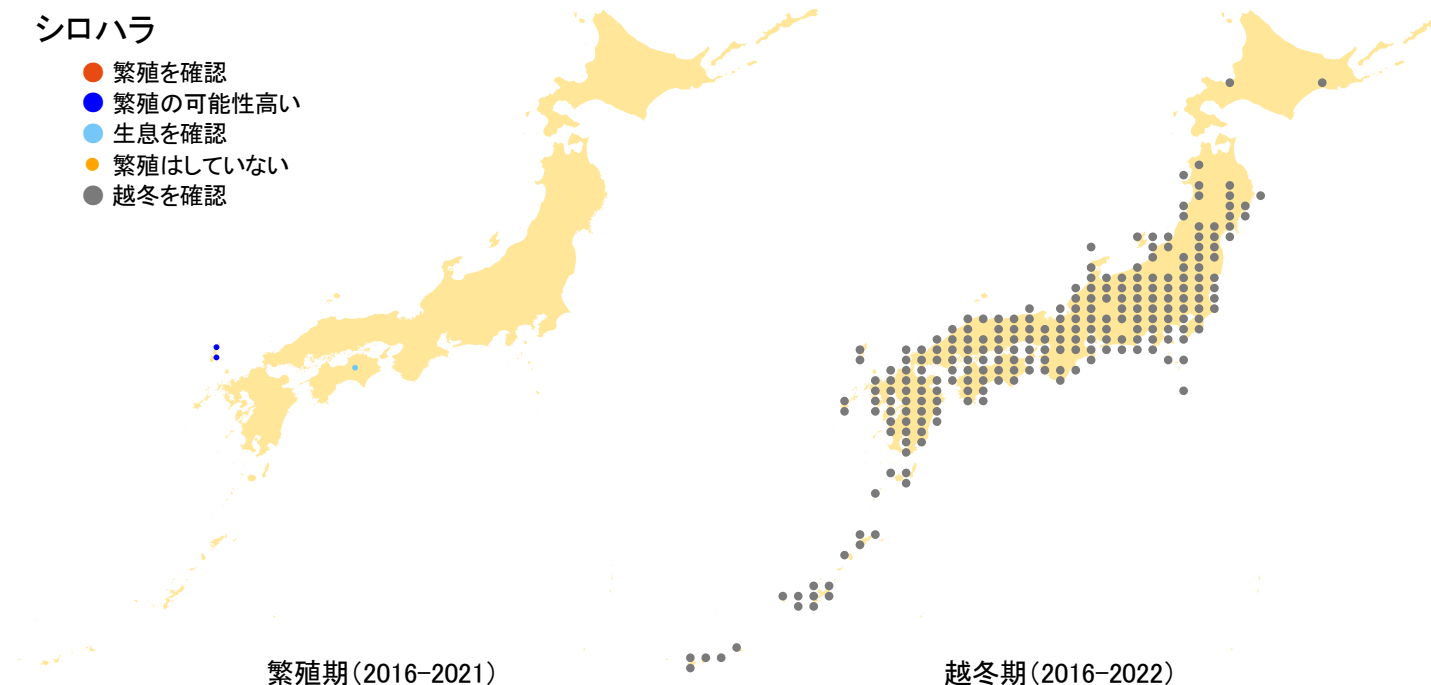 シロハラ
繁殖を確認
繁殖の可能性高い
生息を確認
繁殖はしていない
越冬を確認
繁殖期(2016-2021)
越冬期(2016-2022)